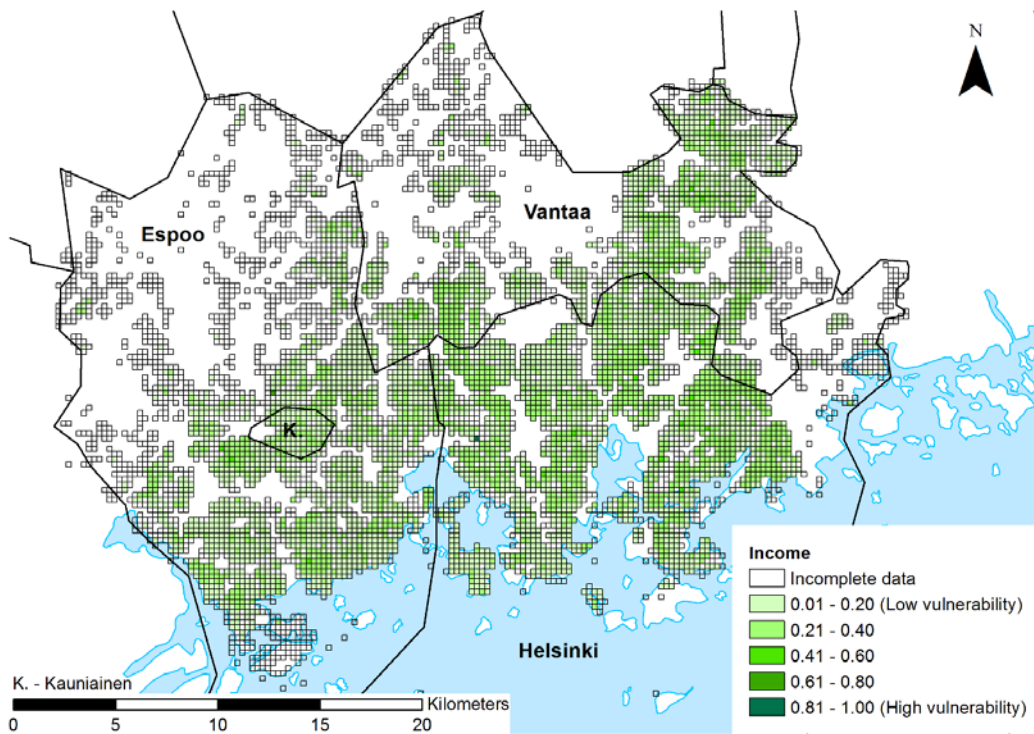 N
Espoo
Vantaa
K.
Helsinki
K. - Kauniainen
Kilometers
0 5 10 15 20
Income
Incomplete data
0.01 - 0.20 (Low vulnerability)
0.21 - 0.40
0.41 - 0.60
0.61 - 0.80
0.81 - 1.00 (High vulnerability)